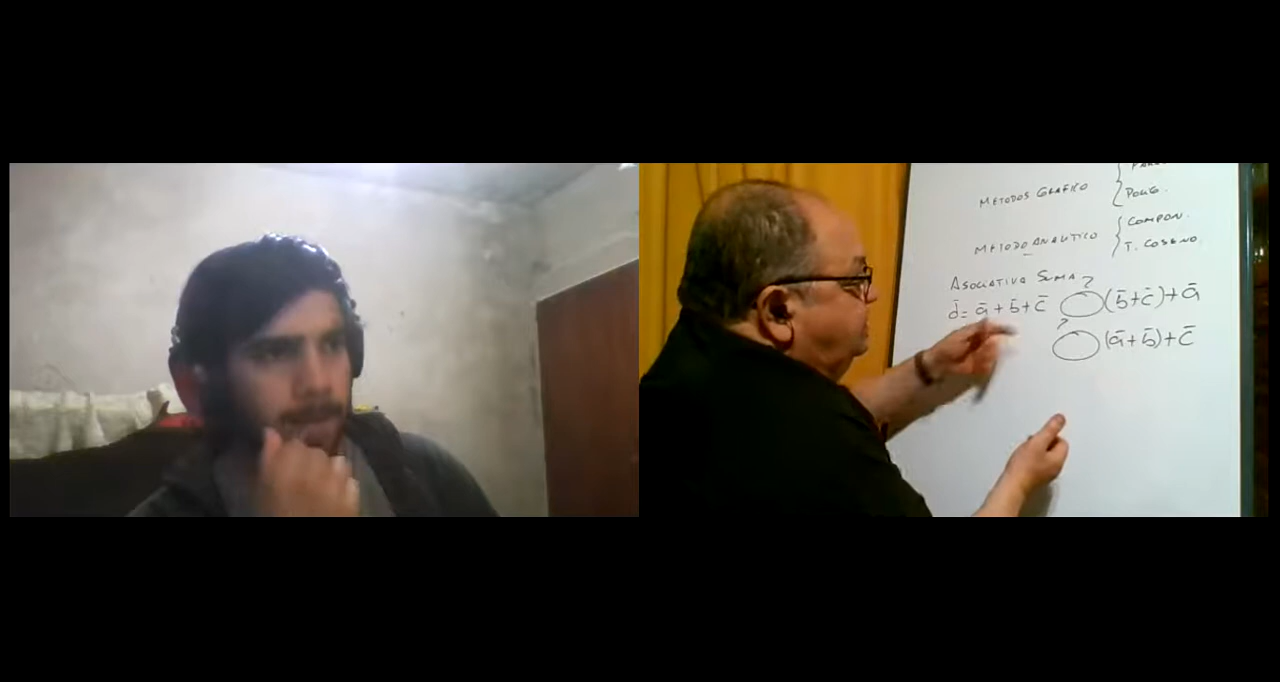 METODOS GRAFICO
POLIG.
METODO ANALITICO
COMPON.
T. COSENO
ASOCIATIVA SUMA
d̄ = ā + b̄ + c̄ (b̄ + c̄) + ā
(ā + b̄) + c̄